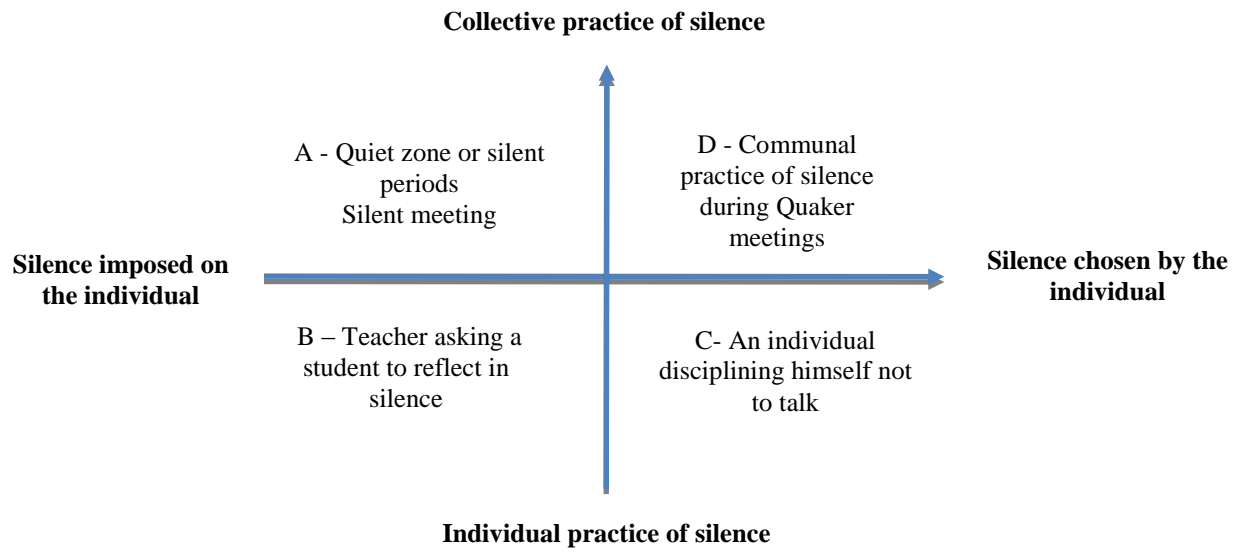 Collective practice of silence
A - Quiet zone or silent
periods
Silent meeting
D - Communal
practice of silence
during Quaker
meetings
Silence imposed on
the individual
Silence chosen by the
individual
B – Teacher asking a
student to reflect in
silence
C- An individual
disciplining himself not
to talk
Individual practice of silence